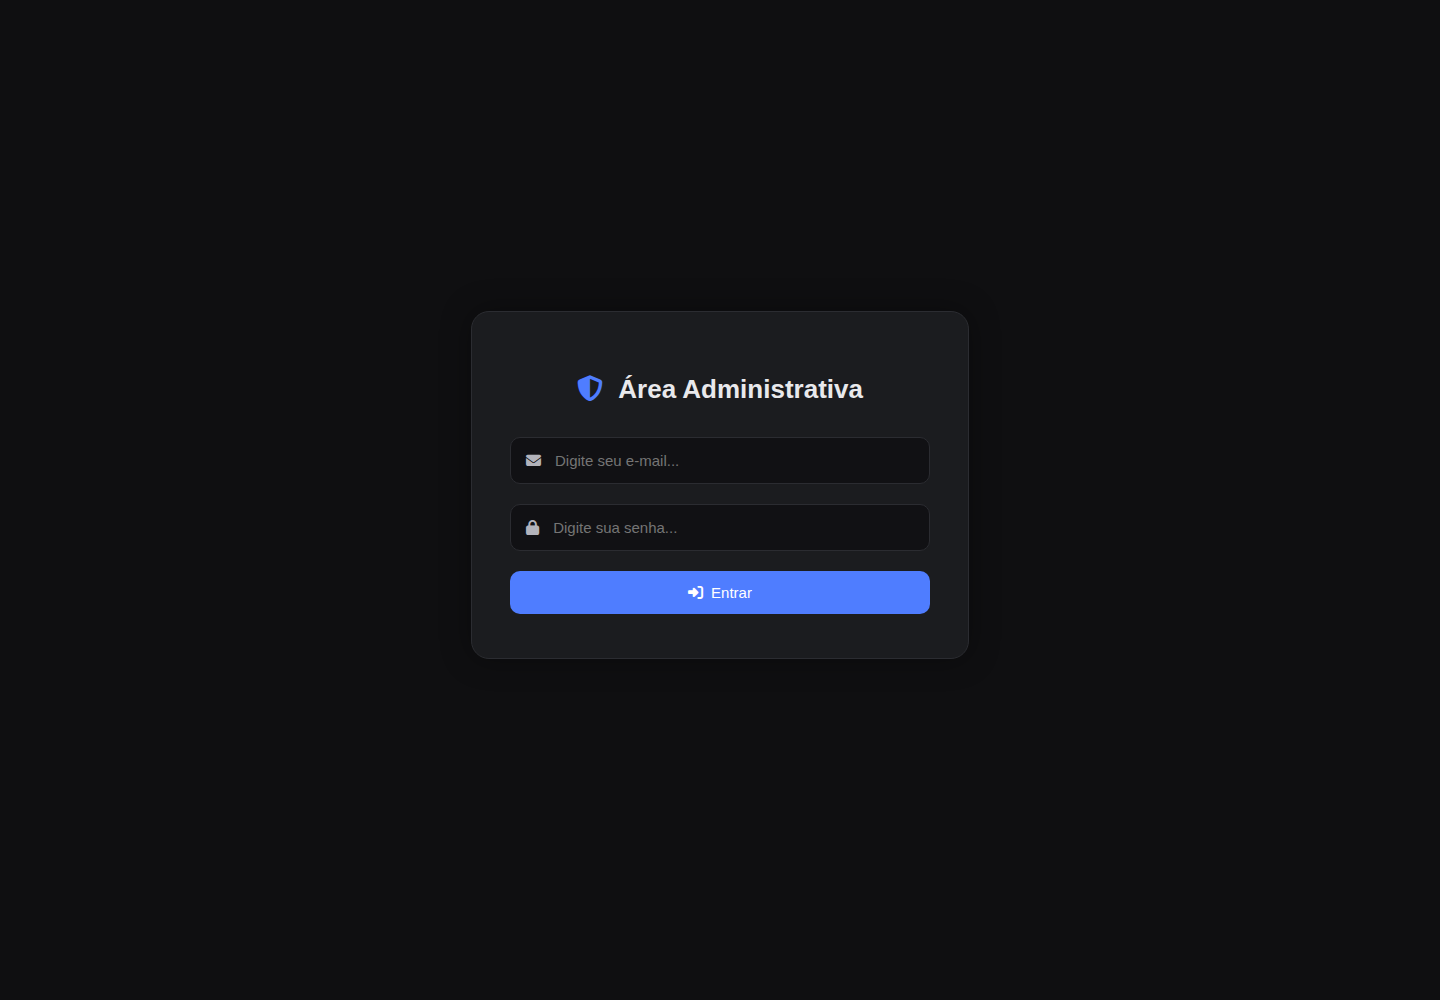 Área Administrativa
Digite seu e-mail...
Digite sua senha...
Entrar